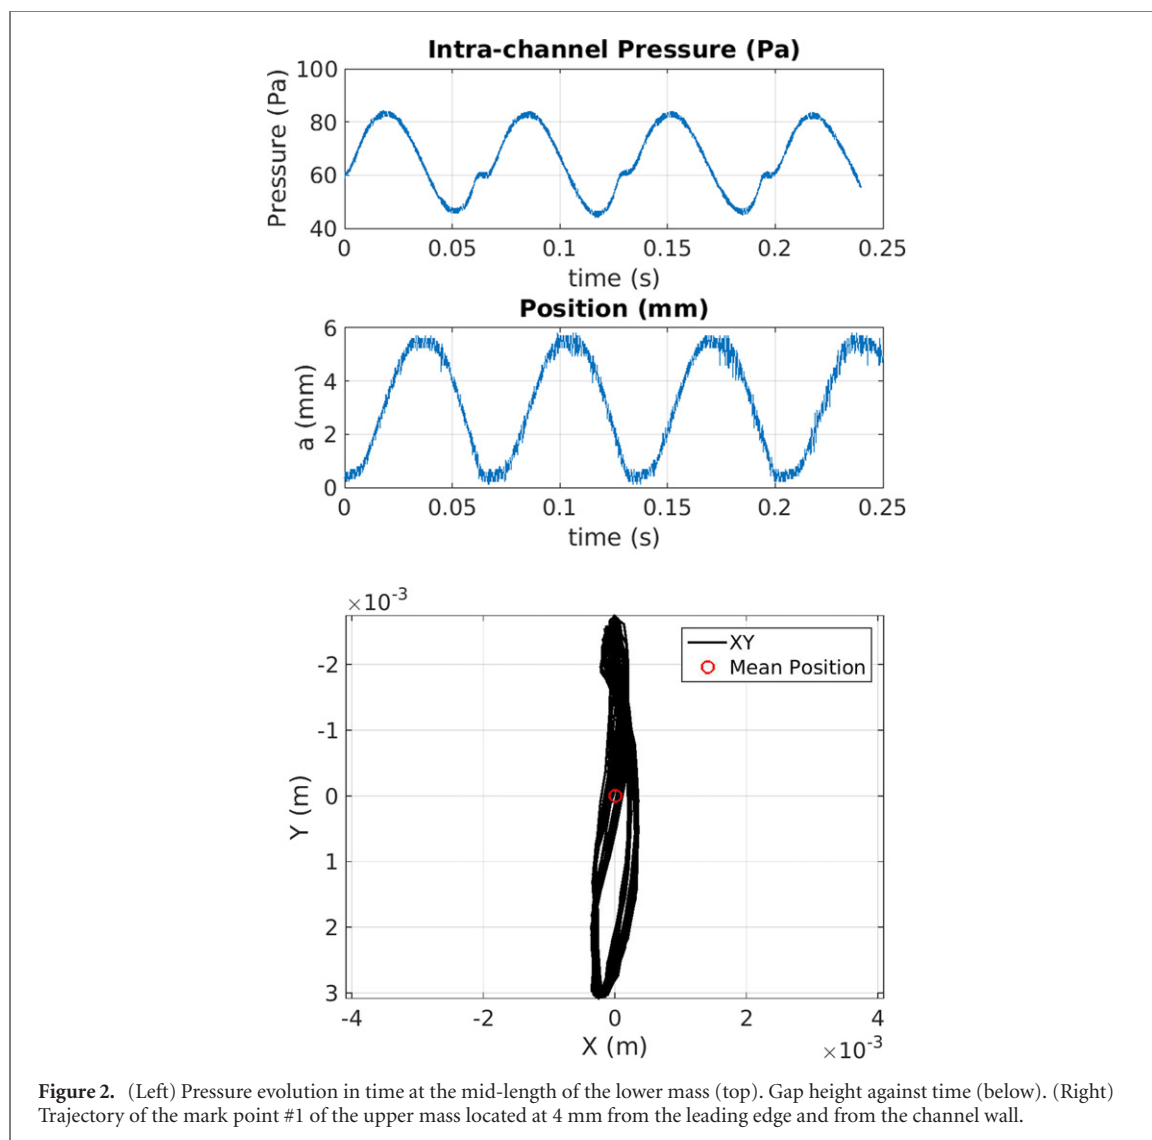 Intra-channel Pressure (Pa)
100
80
60
40
Pressure (Pa)
0 0.05 0.1 0.15 0.2 0.25
time (s)
Position (mm)
6
4
2
0
a (mm)
0 0.05 0.1 0.15 0.2 0.25
time (s)
×10⁻³
XY
Mean Position
-2
-1
0
1
2
3
Y (m)
-4 -2 0 2 4
X (m)
×10⁻³
Figure 2. (Left) Pressure evolution in time at the mid-length of the lower mass (top). Gap height against time (below). (Right)
Trajectory of the mark point #1 of the upper mass located at 4 mm from the leading edge and from the channel wall.